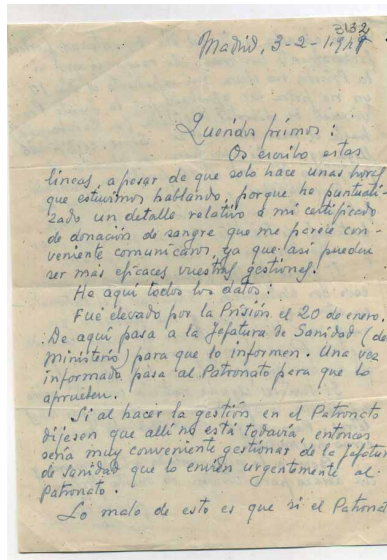 3132
Madrid, 3-2-1.947
Queridos primos:
Os escribo estas
líneas, a pesar de que solo hace unas horas
que estuvimos hablando, porque he puntuali-
zado un detalle relativo a mi certificado
de donación de sangre que me parece con-
veniente comunicaros, ya que así pueden
ser más eficaces vuestras gestiones.
He aquí todos los datos:
Fué elevado por la Prisión el 20 de enero.
De aquí pasa a la Jefatura de Sanidad (del
Ministerio) para que lo informen. Una vez
informado, pasa al Patronato para que lo
aprueben.
Si al hacer la gestión en el Patronato
dijesen que allí no está todavía, entonces
sería muy conveniente gestionar de la Jefatura
de Sanidad que lo envíen urgentemente al
Patronato.
Lo malo de esto es que si el Patronat